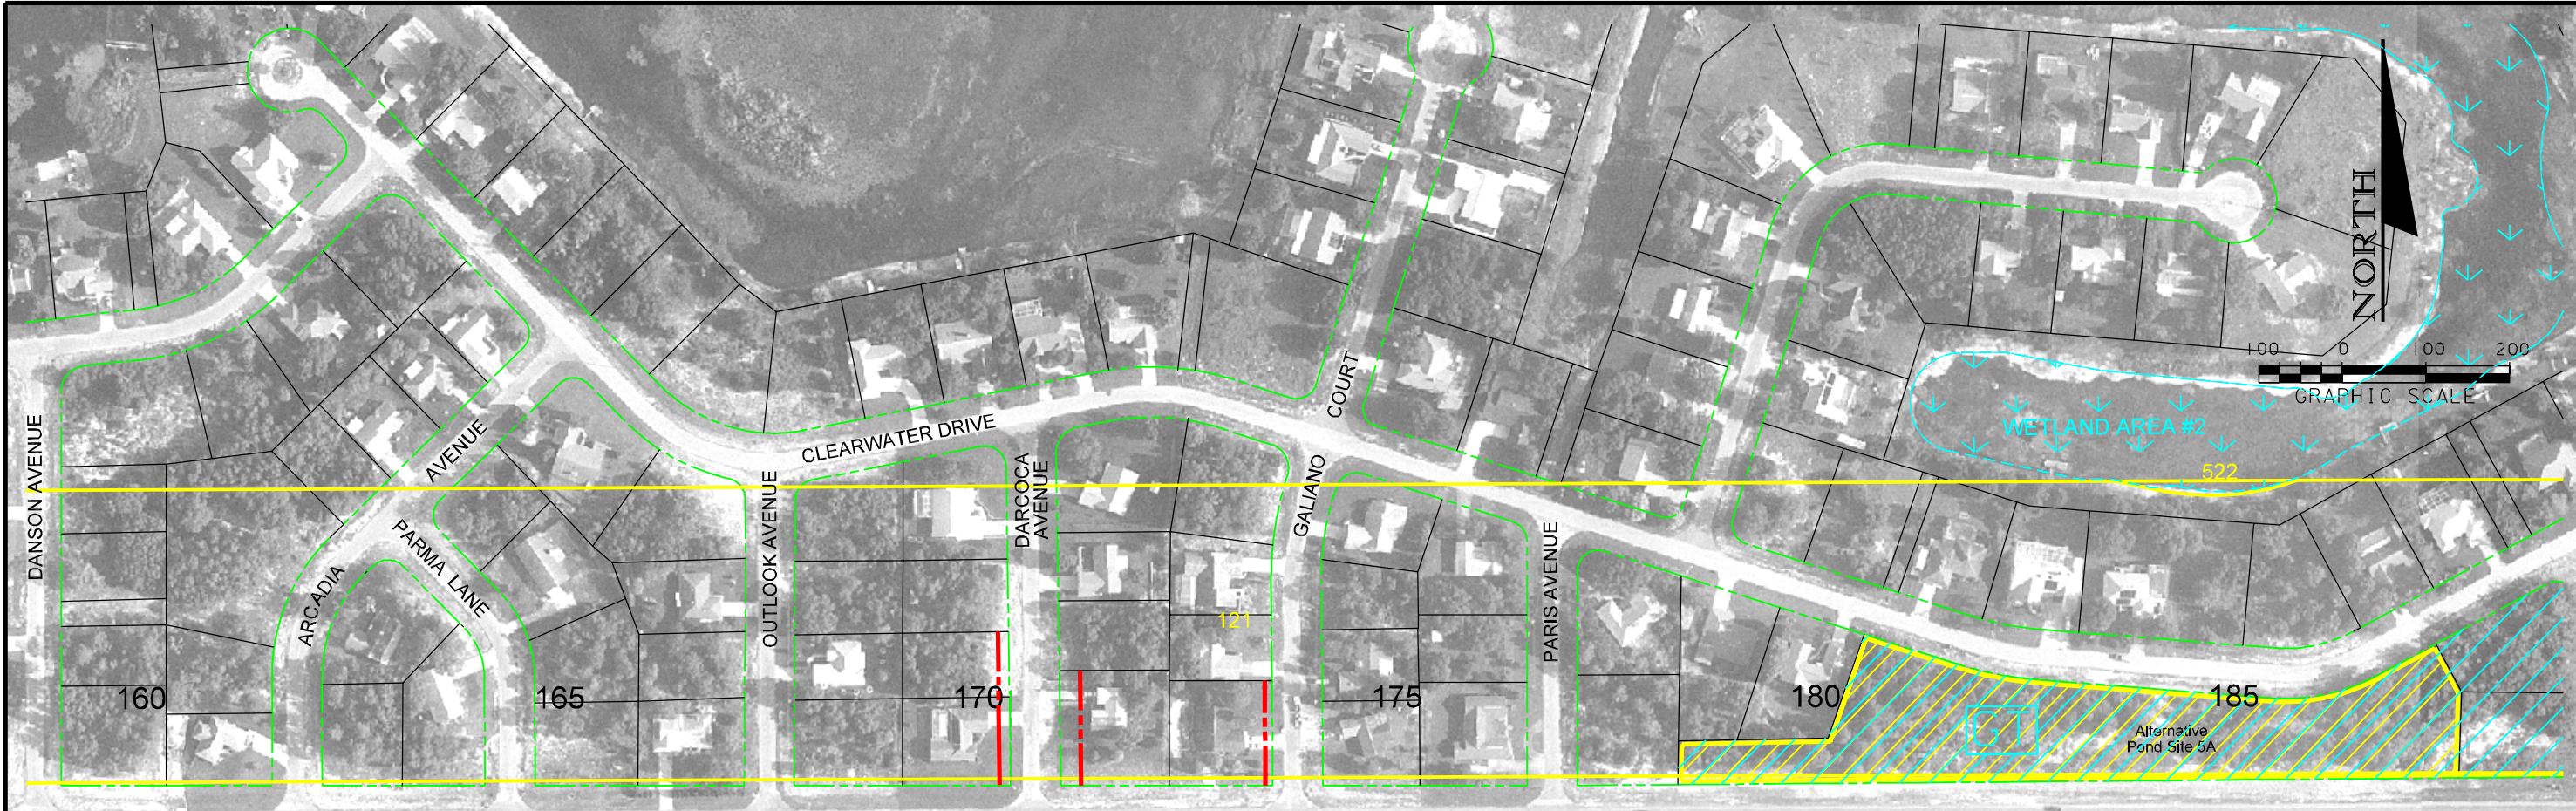 NORTH
100 0 100 200
GRAPHIC SCALE
COURT
CLEARWATER DRIVE
AVENUE
WETLAND AREA #2
522
DANSON AVENUE
OUTLOOK AVENUE
DARCOCA
AVENUE
GALIANO
PARMA LANE
PARIS AVENUE
ARCADIA
121
160
165
170
175
180
185
GT
Alternative
Pond Site 5A